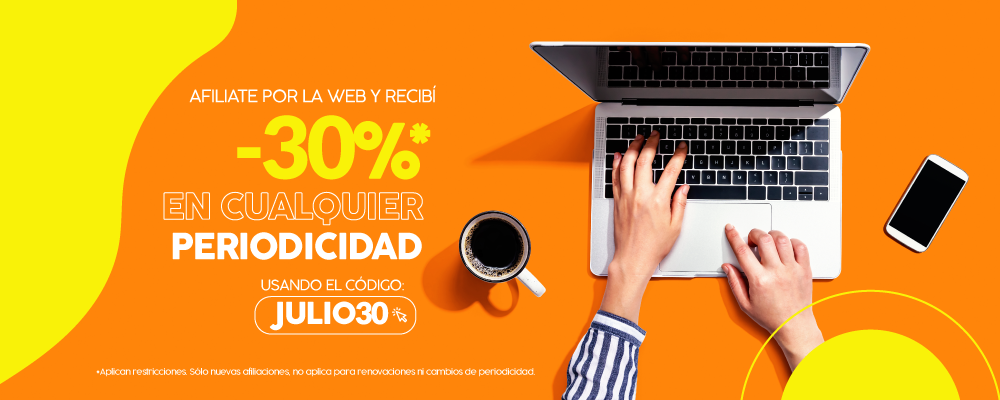 AFILIATE POR LA WEB Y RECIBÍ
-30%*
EN CUALQUIER
PERIODICIDAD
USANDO EL CÓDIGO:
JULIO30
*Aplican restricciones. Sólo nuevas afiliaciones, no aplica para renovaciones ni cambios de periodicidad.